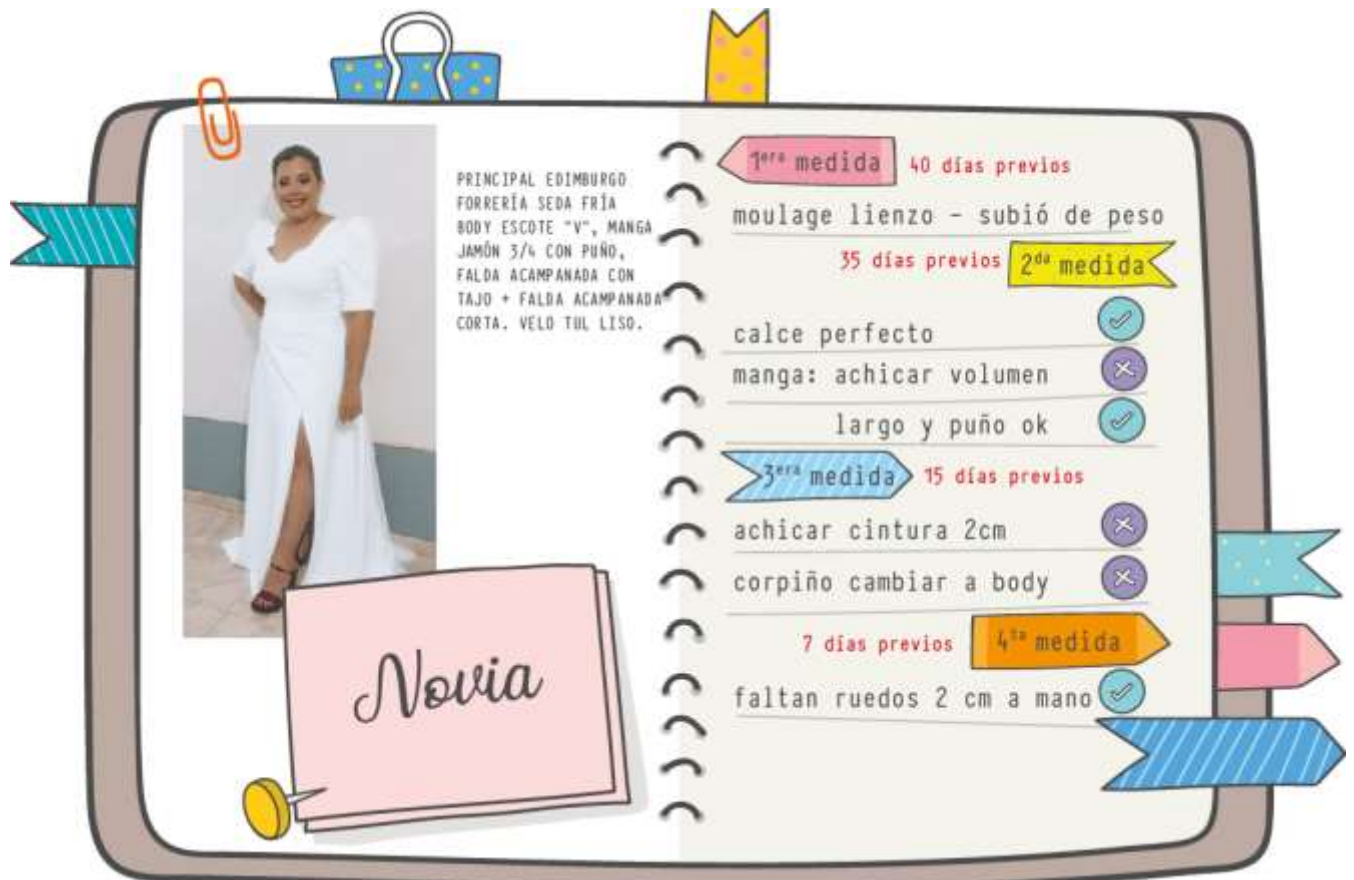 PRINCIPAL EDIMBURGO
FORRERÍA SEDA FRÍA
BODY ESCOTE "V", MANGA
JAMÓN 3/4 CON PUÑO,
FALDA ACAMPANADA CON
TAJO + FALDA ACAMPANADA
CORTA. VELO TUL LISO.
Novia
1era medida 40 días previos
moulage lienzo - subió de peso
35 días previos 2da medida
calce perfecto
manga: achicar volumen
largo y puño ok
3era medida 15 días previos
achicar cintura 2cm
corpiño cambiar a body
7 días previos 4ta medida
faltan ruedos 2 cm a mano